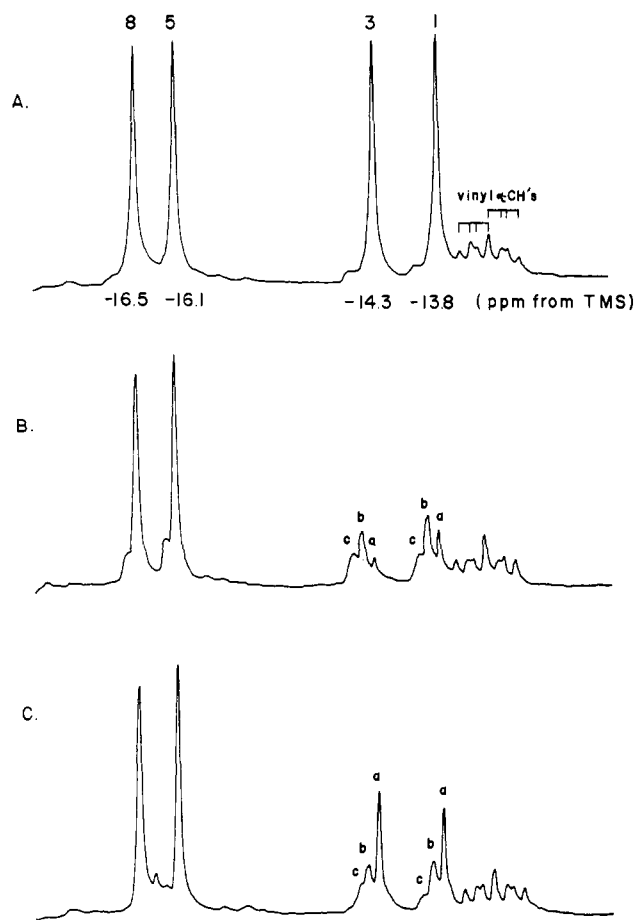 8 5 3 1
A.
vinyl α-CH's
-16.5 -16.1 -14.3 -13.8 (ppm from TMS)
B.
c b a c b a
C.
c b a c b a